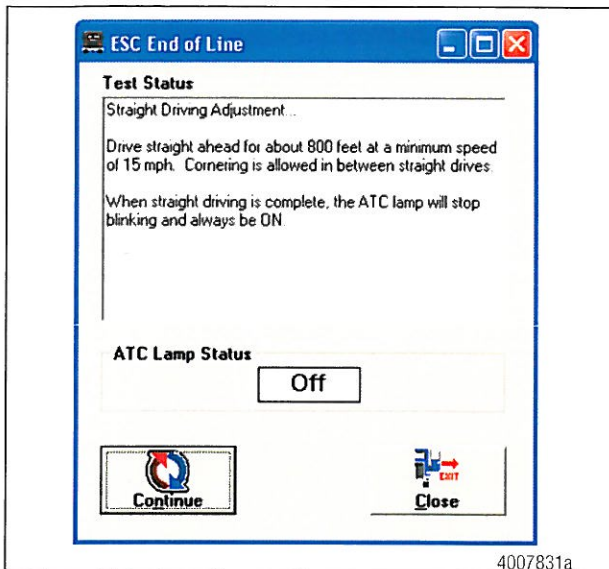 ESC End of Line
Test Status
Straight Driving Adjustment...
Drive straight ahead for about 800 feet at a minimum speed
of 15 mph. Cornering is allowed in between straight drives.
When straight driving is complete, the ATC lamp will stop
blinking and always be ON.
ATC Lamp Status
Off
EXIT
Continue
Close
4007831a